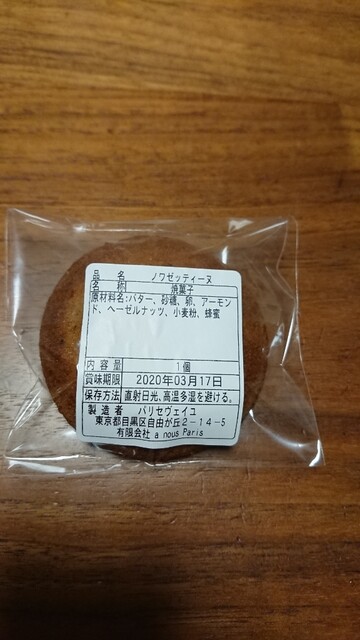 品名 ノワゼッティーヌ
名称 焼菓子
原材料名:バター、砂糖、卵、アーモン
ド、ヘーゼルナッツ、小麦粉、蜂蜜
内容量 1個
賞味期限 2020年03月17日
保存方法 直射日光、高温多湿を避ける。
製造者 パリセヴェイユ
東京都目黒区自由が丘2-14-5
有限会社 a nous Paris